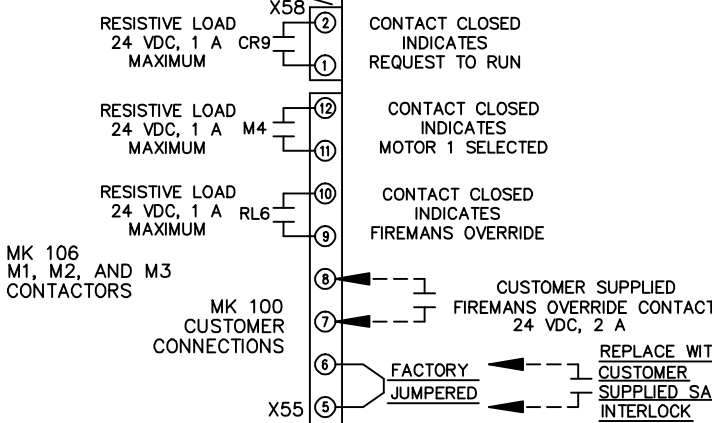 X58
RESISTIVE LOAD
24 VDC, 1 A
MAXIMUM
CR9
2
1
CONTACT CLOSED
INDICATES
REQUEST TO RUN
RESISTIVE LOAD
24 VDC, 1 A
MAXIMUM
M4
12
11
CONTACT CLOSED
INDICATES
MOTOR 1 SELECTED
RESISTIVE LOAD
24 VDC, 1 A
MAXIMUM
RL6
10
9
CONTACT CLOSED
INDICATES
FIREMANS OVERRIDE
MK 106
M1, M2, AND M3
CONTACTORS
MK 100
CUSTOMER
CONNECTIONS
8
7
CUSTOMER SUPPLIED
FIREMANS OVERRIDE CONTACT
24 VDC, 2 A
6
5
X55
FACTORY
JUMPERED
REPLACE WIT
CUSTOMER
SUPPLIED SA
INTERLOCK